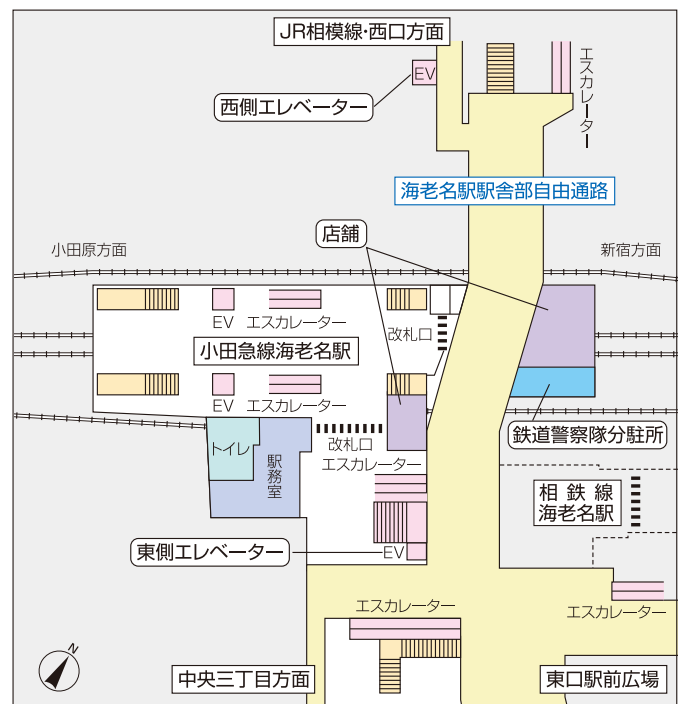 JR相模線・西口方面
EV
エスカレーター
西側エレベーター
海老名駅駅舎部自由通路
店舗
小田原方面
新宿方面
EV
エスカレーター
改札口
小田急線海老名駅
EV
エスカレーター
トイレ
駅務室
改札口
エスカレーター
鉄道警察隊分駐所
相鉄線
海老名駅
東側エレベーター
EV
エスカレーター
エスカレーター
N
中央三丁目方面
東口駅前広場